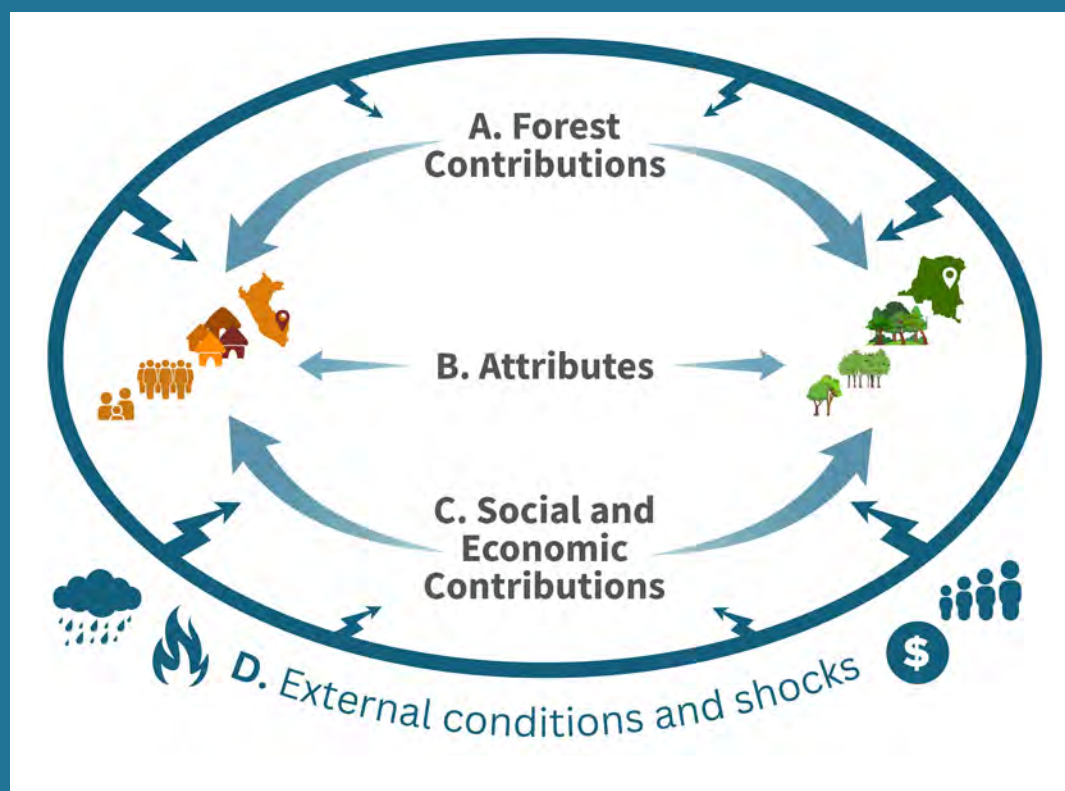 A. Forest
Contributions
B. Attributes
C. Social and
Economic
Contributions
$
D. External conditions and shocks